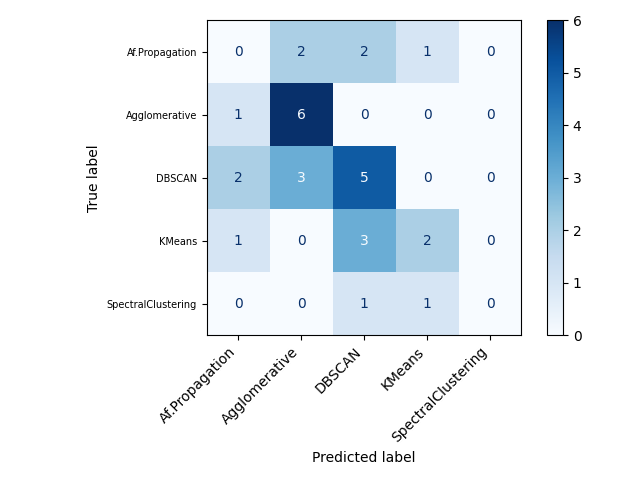 True label
Af.Propagation 0 2 2 1 0
Agglomerative 1 6 0 0 0
DBSCAN 2 3 5 0 0
KMeans 1 0 3 2 0
SpectralClustering 0 0 1 1 0
Af.Propagation Agglomerative DBSCAN KMeans SpectralClustering
Predicted label
6
5
4
3
2
1
0